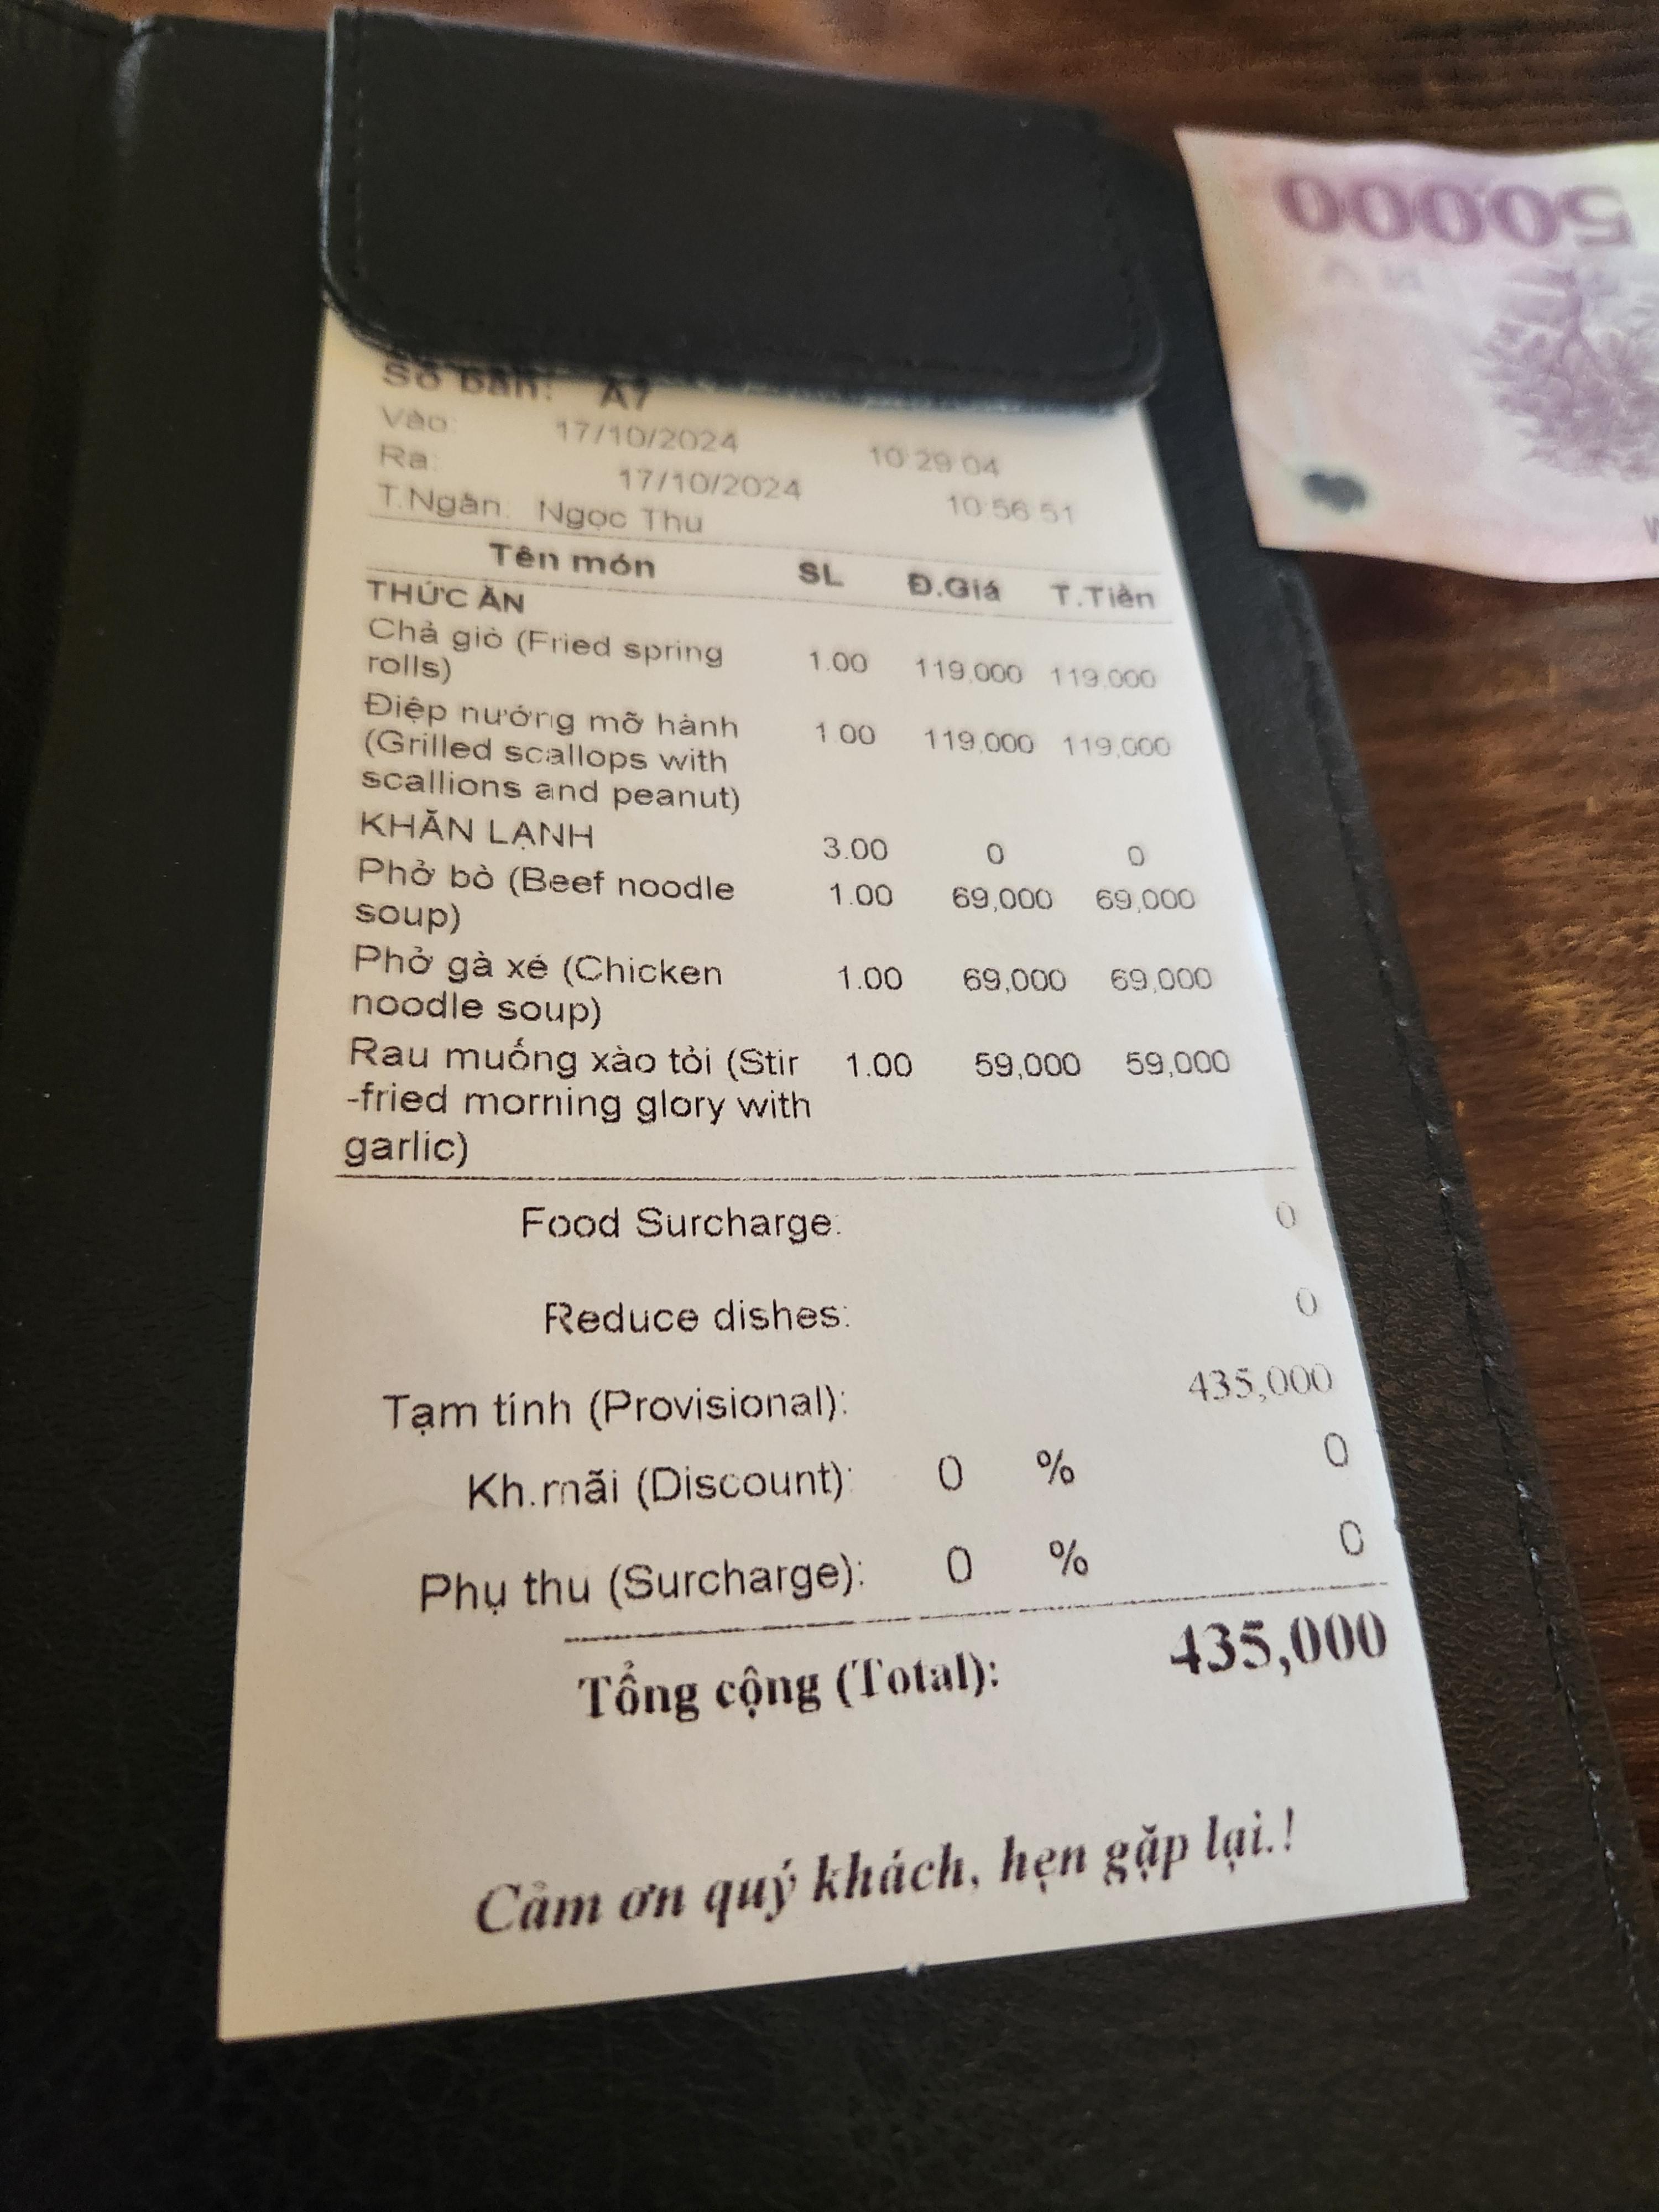 Số bàn: A7
Vào: 17/10/2024 10:29:04
Ra: 17/10/2024 10:56:51
T.Ngân: Ngọc Thu
Tên món SL Đ.Giá T.Tiền
THỨC ĂN
Chả giò (Fried spring 1.00 119,000 119,000
rolls)
Điệp nướng mỡ hành 1.00 119,000 119,000
(Grilled scallops with
scallions and peanut)
KHĂN LẠNH 3.00 0 0
Phở bò (Beef noodle 1.00 69,000 69,000
soup)
Phở gà xé (Chicken 1.00 69,000 69,000
noodle soup)
Rau muống xào tỏi (Stir 1.00 59,000 59,000
-fried morning glory with
garlic)
Food Surcharge: 0
Reduce dishes: 0
Tạm tính (Provisional): 435,000
Kh.mãi (Discount): 0 % 0
Phụ thu (Surcharge): 0 % 0
Tổng cộng (Total): 435,000
Cảm ơn quý khách, hẹn gặp lại.!
50000